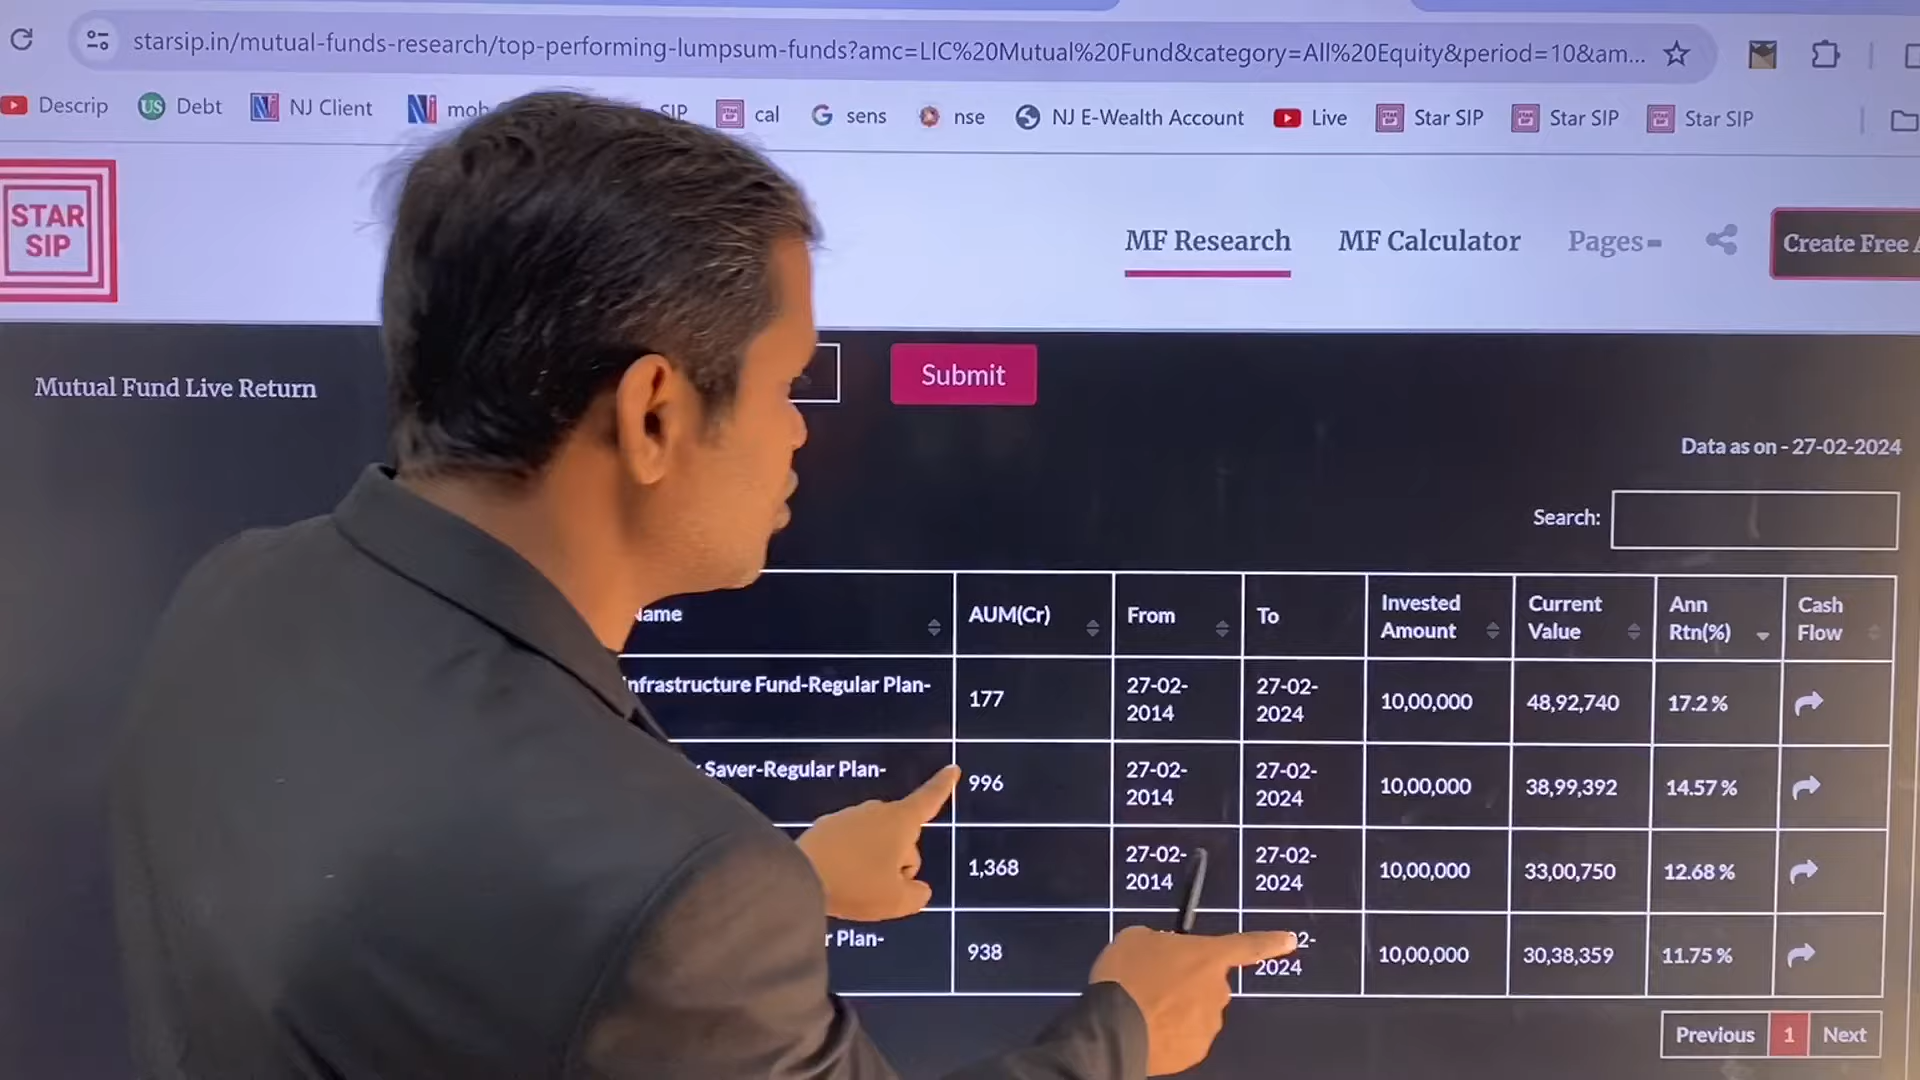 starsip.in/mutual-funds-research/top-performing-lumpsum-funds?amc=LIC%20Mutual%20Fund&category=All%20Equity&period=10&am...
Descrip US Debt NJ Client mob SIP cal sens nse NJ E-Wealth Account Live Star SIP Star SIP Star SIP
STAR
SIP
MF Research MF Calculator Pages Create Free
Mutual Fund Live Return Submit
Data as on - 27-02-2024
Search:
Name AUM(Cr) From To Invested Amount Current Value Ann Rtn(%) Cash Flow
Infrastructure Fund-Regular Plan- 177 27-02-2014 27-02-2024 10,00,000 48,92,740 17.2 %
Saver-Regular Plan- 996 27-02-2014 27-02-2024 10,00,000 38,99,392 14.57 %
1,368 27-02-2014 27-02-2024 10,00,000 33,00,750 12.68 %
Plan- 938 2024 10,00,000 30,38,359 11.75 %
Previous 1 Next